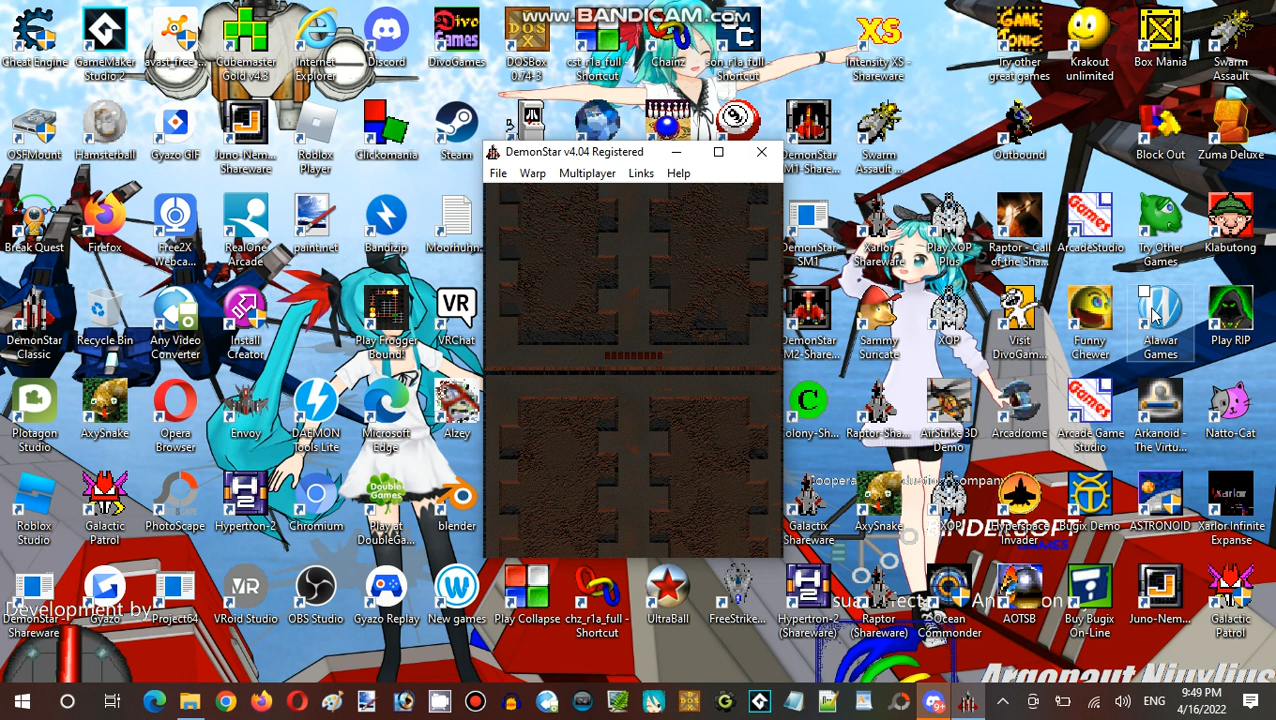 www.BANDICAM.com
Cheat Engine
GameMaker Studio 2
avast_free_...
Cubemaster Gold v4.3
Internet Explorer
Discord
DivoGames
DOSBox 0.74-3
cst_r1a_full - Shortcut
Chainz
con_r1a_full - Shortcut
Intensity XS - Shareware
Try other great games
Krakout unlimited
Box Mania
Swarm Assault
OSFMount
Hamsterball
Gyazo GIF
Juno-Nem... Shareware
Roblox Player
Clickomania
Steam
DemonStar SM1-Share...
Swarm Assault ...
Outbound
Block Out
Zuma Deluxe
DemonStar v4.04 Registered
File Warp Multiplayer Links Help
Break Quest
Firefox
Free2X Webca...
RealOne Arcade
paint.net
Bandizip
Moorhuhn...
DemonStar SM1
Xarlor Shareware
Play XOP Plus
Raptor - Call of the Sha...
ArcadeStudio
Try Other Games
Klabutong
DemonStar Classic
Recycle Bin
Any Video Converter
Install Creator
Play Frogger Bound!
VRChat
DemonStar SM2-Share...
Sammy Suricate
XOP
Visit DivoGam...
Funny Chewer
Alawar Games
Play RIP
Plotagon Studio
AxySnake
Opera Browser
Envoy
DAEMON Tools Lite
Microsoft Edge
Alzey
Colony-Sh...
Raptor-Sha...
AirStrike 3D Demo
Arcadrome
Arcade Game Studio
Arkanoid - The Virtu...
Natto-Cat
Roblox Studio
Galactic Patrol
PhotoScape
Hypertron-2
Chromium
Play at DoubleGa...
blender
Galactix Shareware
AxySnake
XOP
Hyperspace Invader
Bugix Demo
ASTRONOID
Xarlor Infinite Expanse
DemonStar - Shareware
Gyazo
Project64
VRoid Studio
OBS Studio
Gyazo Replay
New games
Play Collapse
chz_r1a_full - Shortcut
UltraBall
FreeStrike...
Hypertron-2 (Shareware)
Raptor (Shareware)
Ocean Commonder
AOTSB
Buy Bugix On-Line
Juno-Nem...
Galactic Patrol
Development by
GAMES
ENG
9:49 PM
4/16/2022